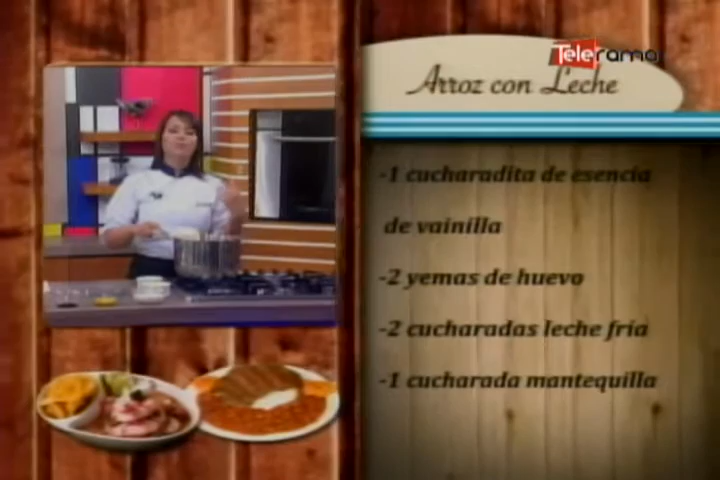 Telerama
Arroz con Leche
-1 cucharadita de esencia
de vainilla
-2 yemas de huevo
-2 cucharadas leche fría
-1 cucharada mantequilla